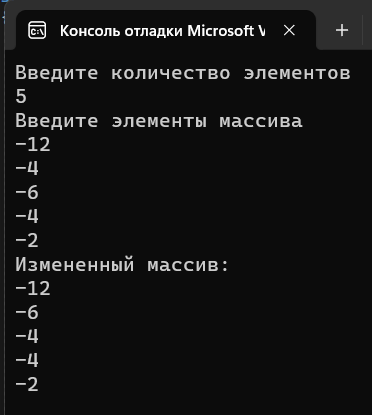 Консоль отладки Microsoft V
Введите количество элементов
5
Введите элементы массива
-12
-4
-6
-4
-2
Измененный массив:
-12
-6
-4
-4
-2